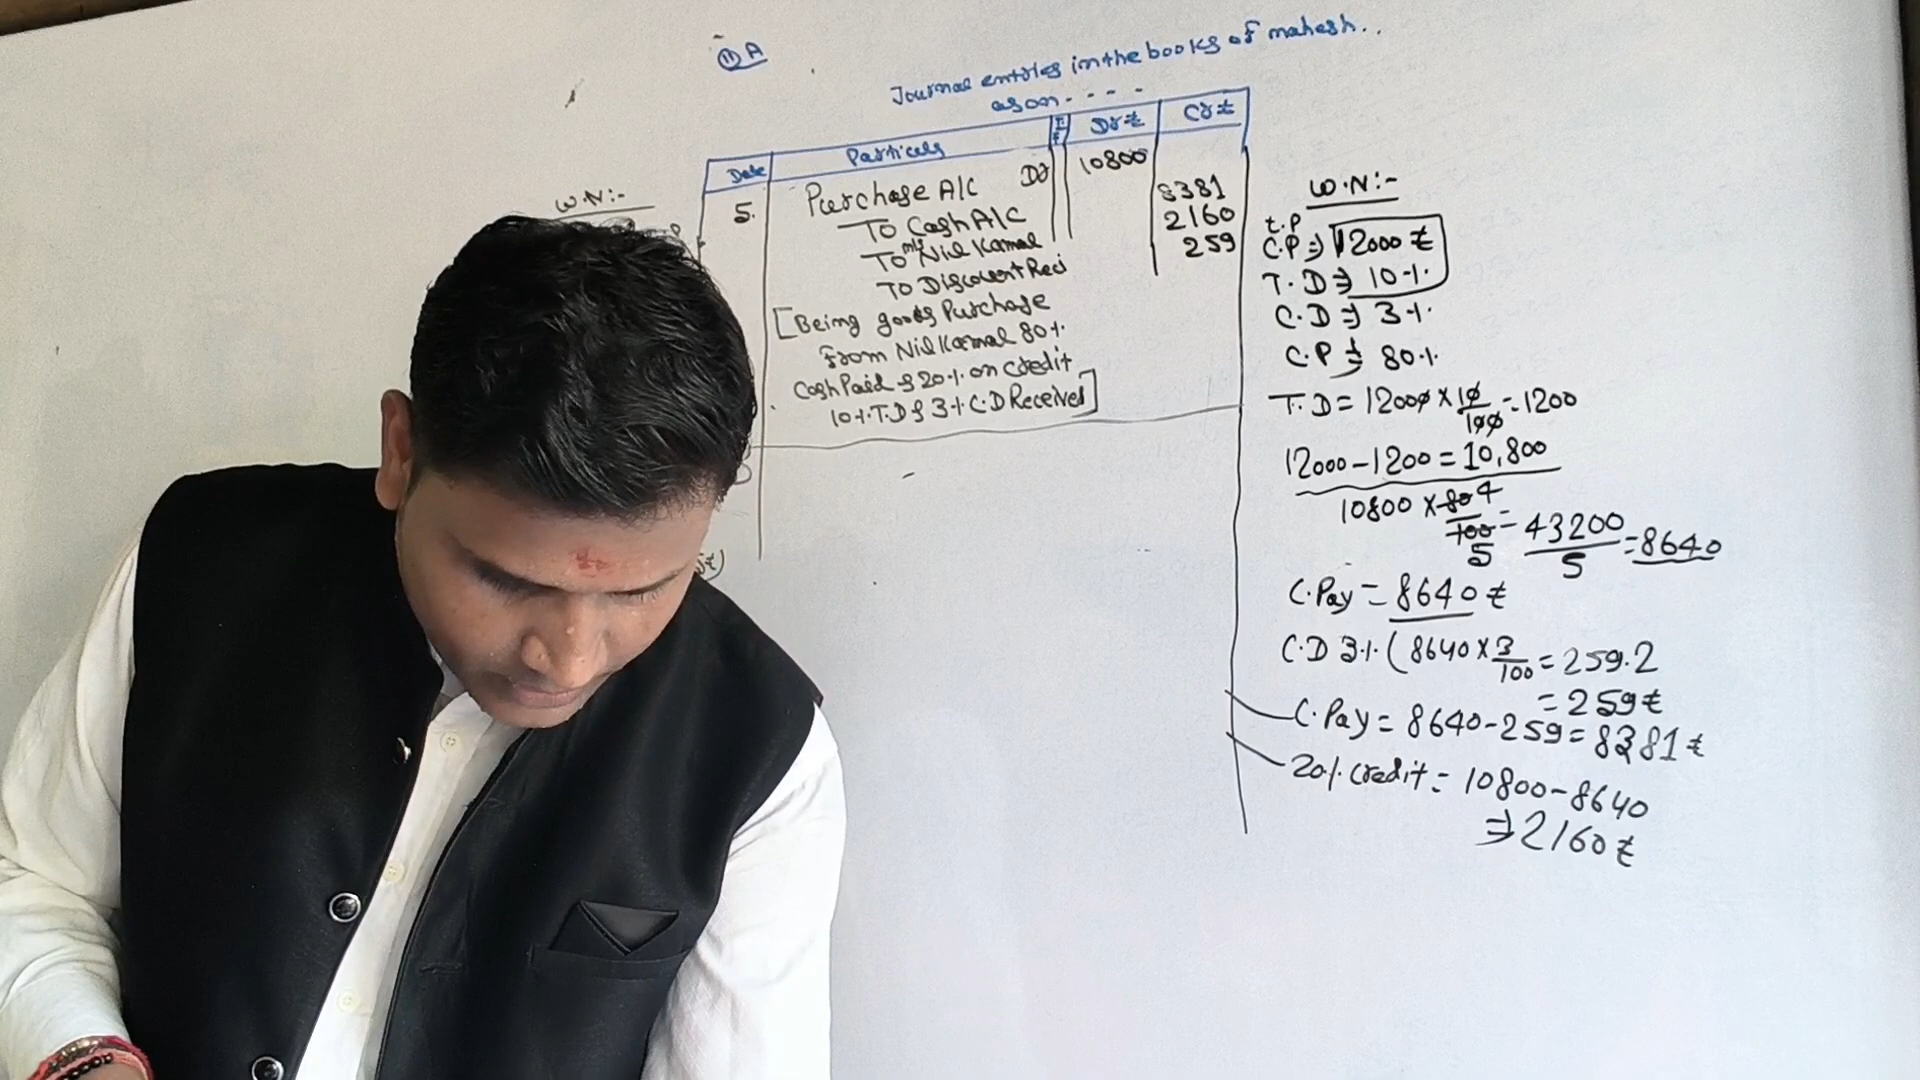 11 A
Journal entries in the books of mahesh..
as on - - - -
Date Particels L.F Dr ₹ Cr ₹
5. Purchase A/C Dr 10800
To Cash A/C 8381
To m/s Nil Kamal 2160
To Discount Reci 259
[Being goods Purchase
from Nil Kamal 80%
Cash Paid & 20% on credit
10% T.D & 3% C.D Received]
W.N:-
W.N:-
C.P ⇒ 12000 ₹
T.D ⇒ 10%
C.D ⇒ 3%
C.P ⇒ 80%
T.D = 12000 × 10/100 = 1200
12000 - 1200 = 10,800
10800 × 80/100 4/5 = 43200/5 = 8640
C.Pay = 8640 ₹
C.D 3% (8640 × 3/100 = 259.2
= 259 ₹
C.Pay = 8640 - 259 = 8381 ₹
20% credit = 10800 - 8640
⇒ 2160 ₹